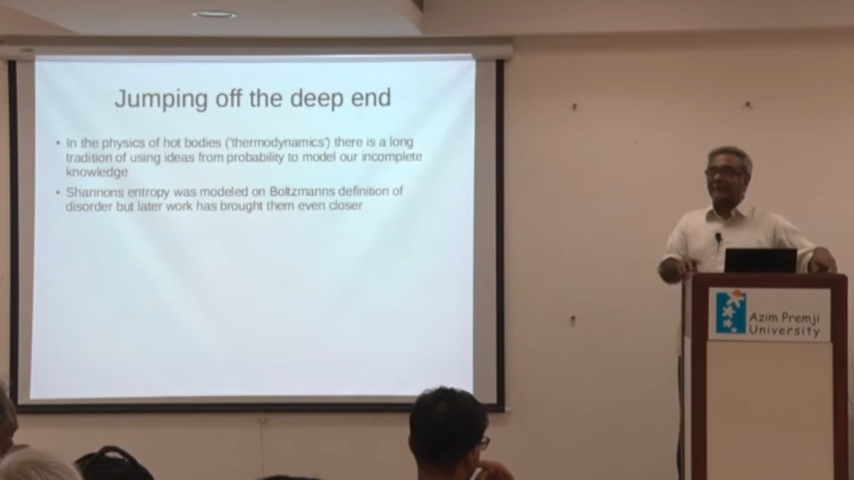 Jumping off the deep end
• In the physics of hot bodies ('thermodynamics') there is a long
tradition of using ideas from probability to model our incomplete
knowledge
• Shannons entropy was modeled on Boltzmanns definition of
disorder but later work has brought them even closer
Azim Premji
University